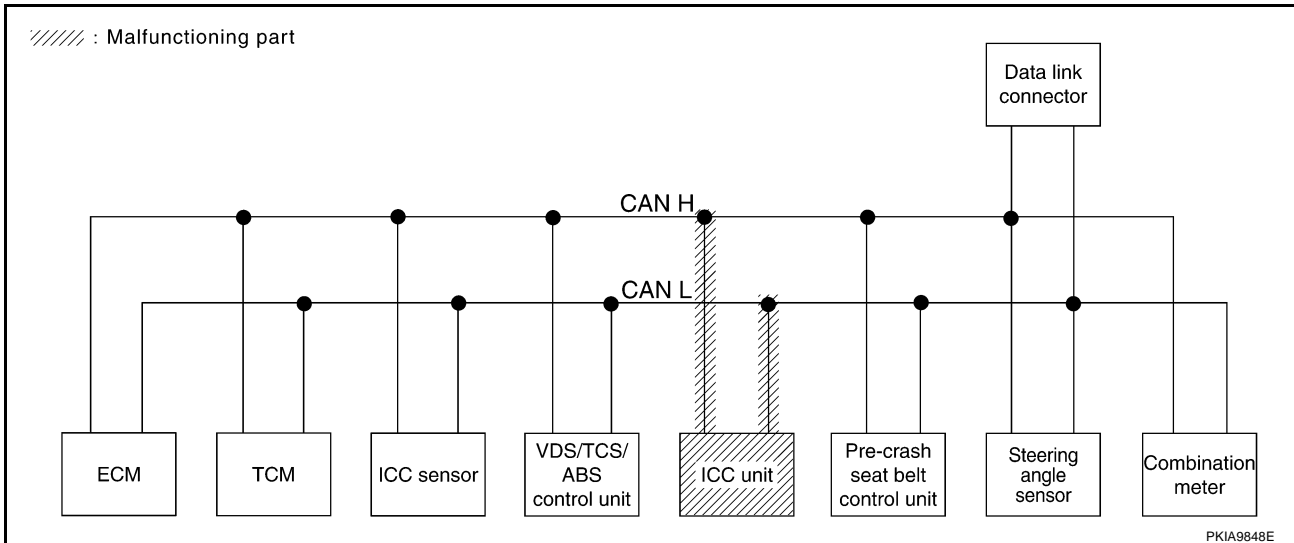 : Malfunctioning part
Data link
connector
CAN H
CAN L
ECM
TCM
ICC sensor
VDS/TCS/
ABS
control unit
ICC unit
Pre-crash
seat belt
control unit
Steering
angle
sensor
Combination
meter
PKIA9848E